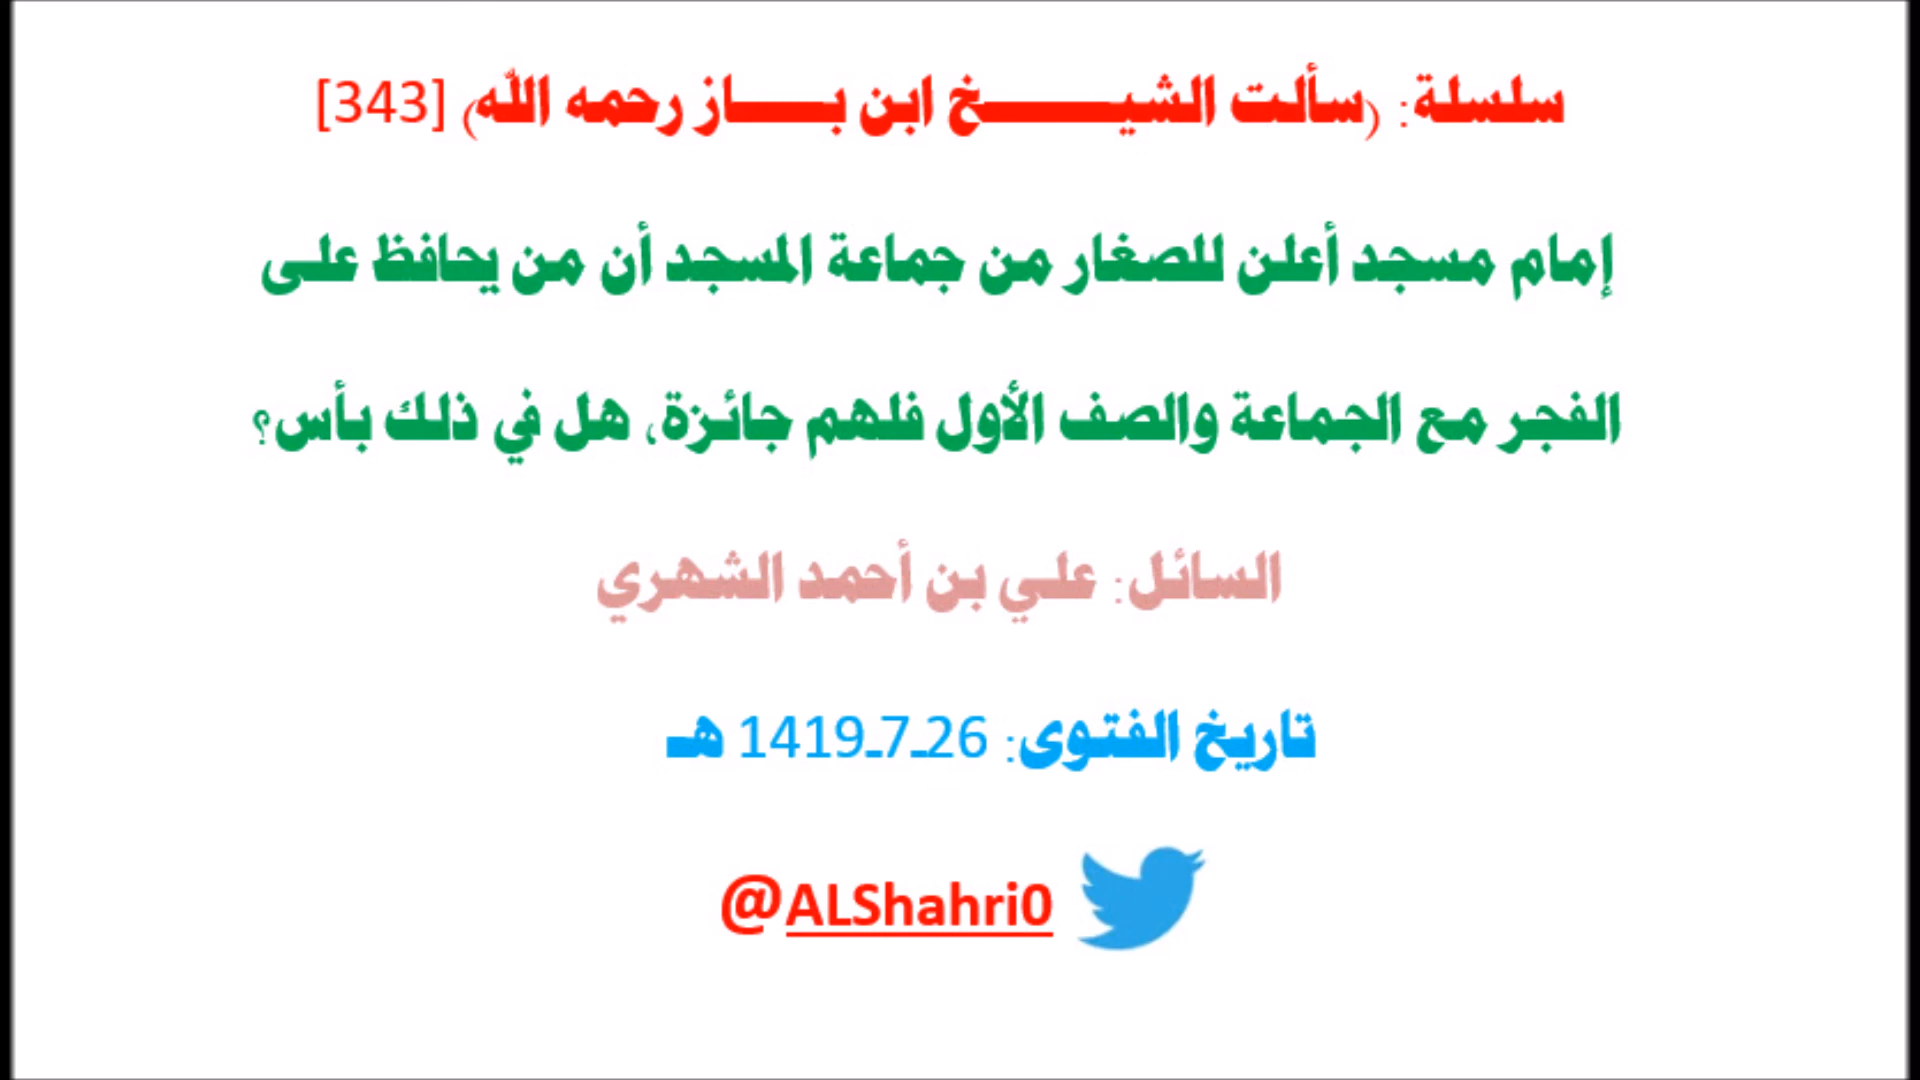 سلسلة: (سألت الشيـــــــخ ابن بـــــاز رحمه الله) [343]
إمام مسجد أعلن للصغار من جماعة المسجد أن من يحافظ على
الفجر مع الجماعة والصف الأول فلهم جائزة، هل في ذلك بأس؟
السائل: علي بن أحمد الشهري
تاريخ الفتوى: 26ـ7ـ1419 هـ
@ALShahri0